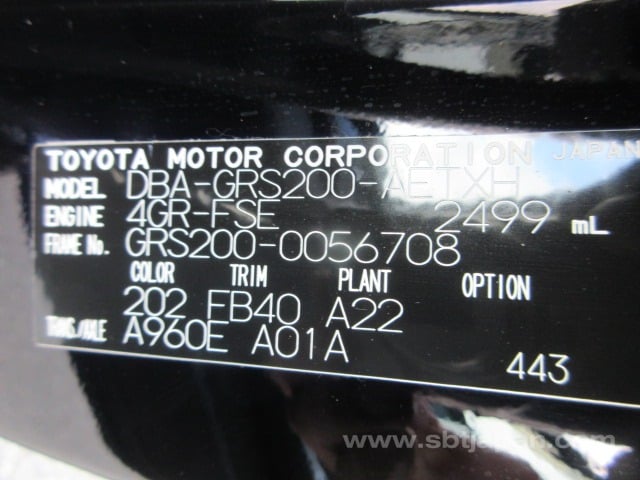 TOYOTA MOTOR CORPORATION JAPAN
MODEL DBA-GRS200-AETXH
ENGINE 4GR-FSE 2499 mL
FRAME No. GRS200-0056708
COLOR TRIM PLANT OPTION
202 FB40 A22
TRANS./AXLE A960E A01A
443
www.sbtjapan.com